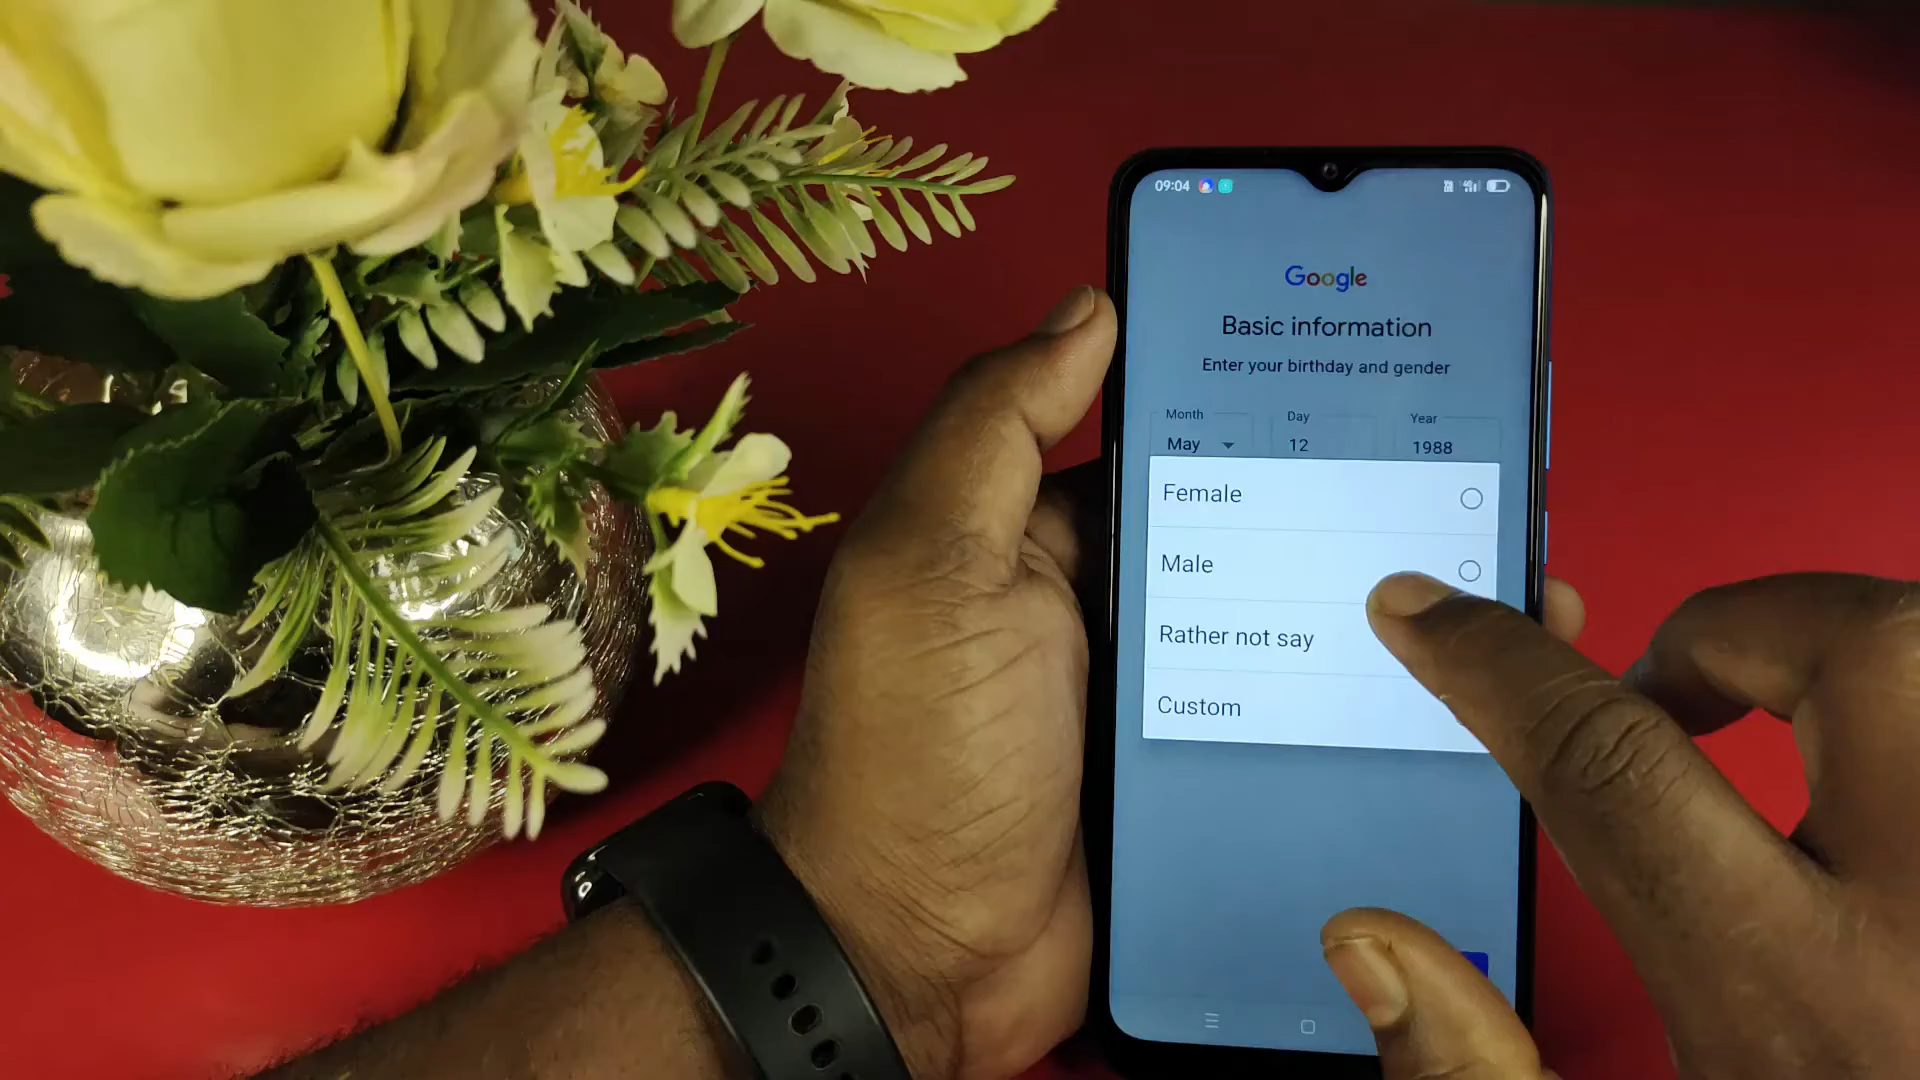 09:04
Google
Basic information
Enter your birthday and gender
Month Day Year
May 12 1988
Female
Male
Rather not say
Custom